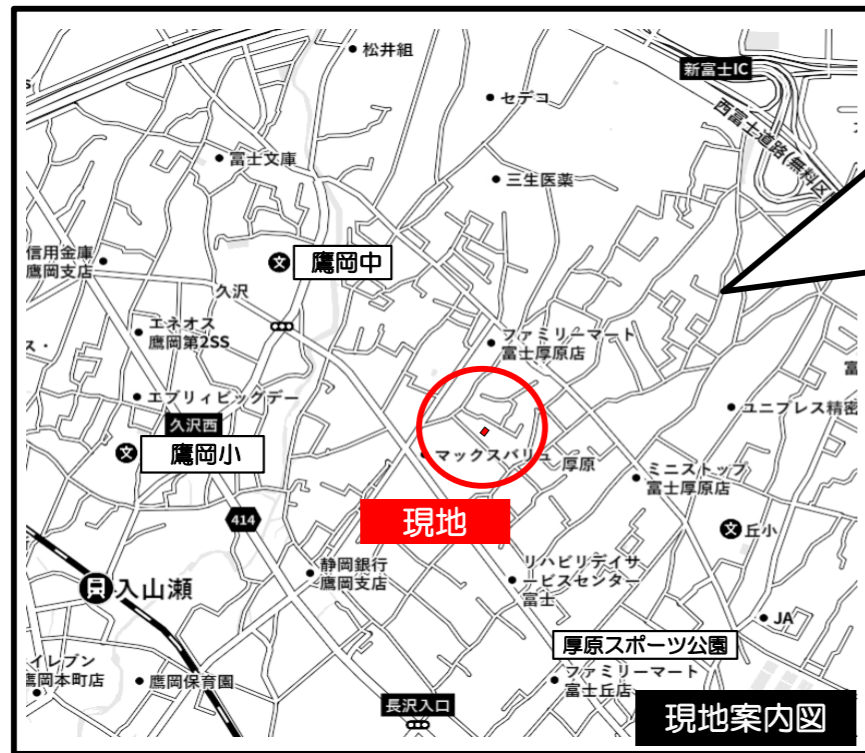 松井組
新富士IC
セデコ
西富士道路(無料区
富士文庫
三生医薬
信用金庫
鷹岡支店
文
鷹岡中
久沢
エネオス
鷹岡第2SS
ファミリーマート
富士厚原店
エブリィビッグデー
久沢西
ユニプレス精密
文
鷹岡小
マックスバリュ
厚原
ミニストップ
富士厚原店
現地
414
文
丘小
静岡銀行
鷹岡支店
リハビリデイサ
ービスセンター
富士
入山瀬
JA
厚原スポーツ公園
イレブン
鷹岡本町店
鷹岡保育園
ファミリーマート
富士丘店
長沢入口
現地案内図